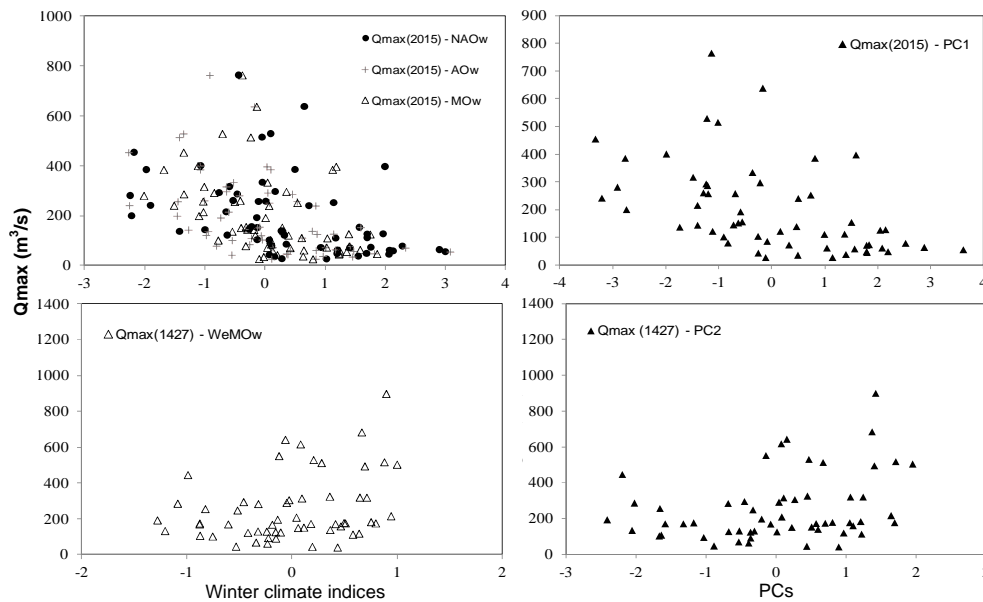 1000
800
600
400
200
0
-3 -2 -1 0 1 2 3 4
Qmax(2015) - NAOw
Qmax(2015) - AOw
Qmax(2015) - MOw
900
800
700
600
500
400
300
200
100
0
-4 -3 -2 -1 0 1 2 3 4
Qmax(2015) - PC1
Qmax (m³/s)
1400
1200
1000
800
600
400
200
0
-2 -1 0 1 2
Qmax(1427) - WeMOw
Winter climate indices
1400
1200
1000
800
600
400
200
0
-3 -2 -1 0 1 2 3
Qmax (1427) - PC2
PCs